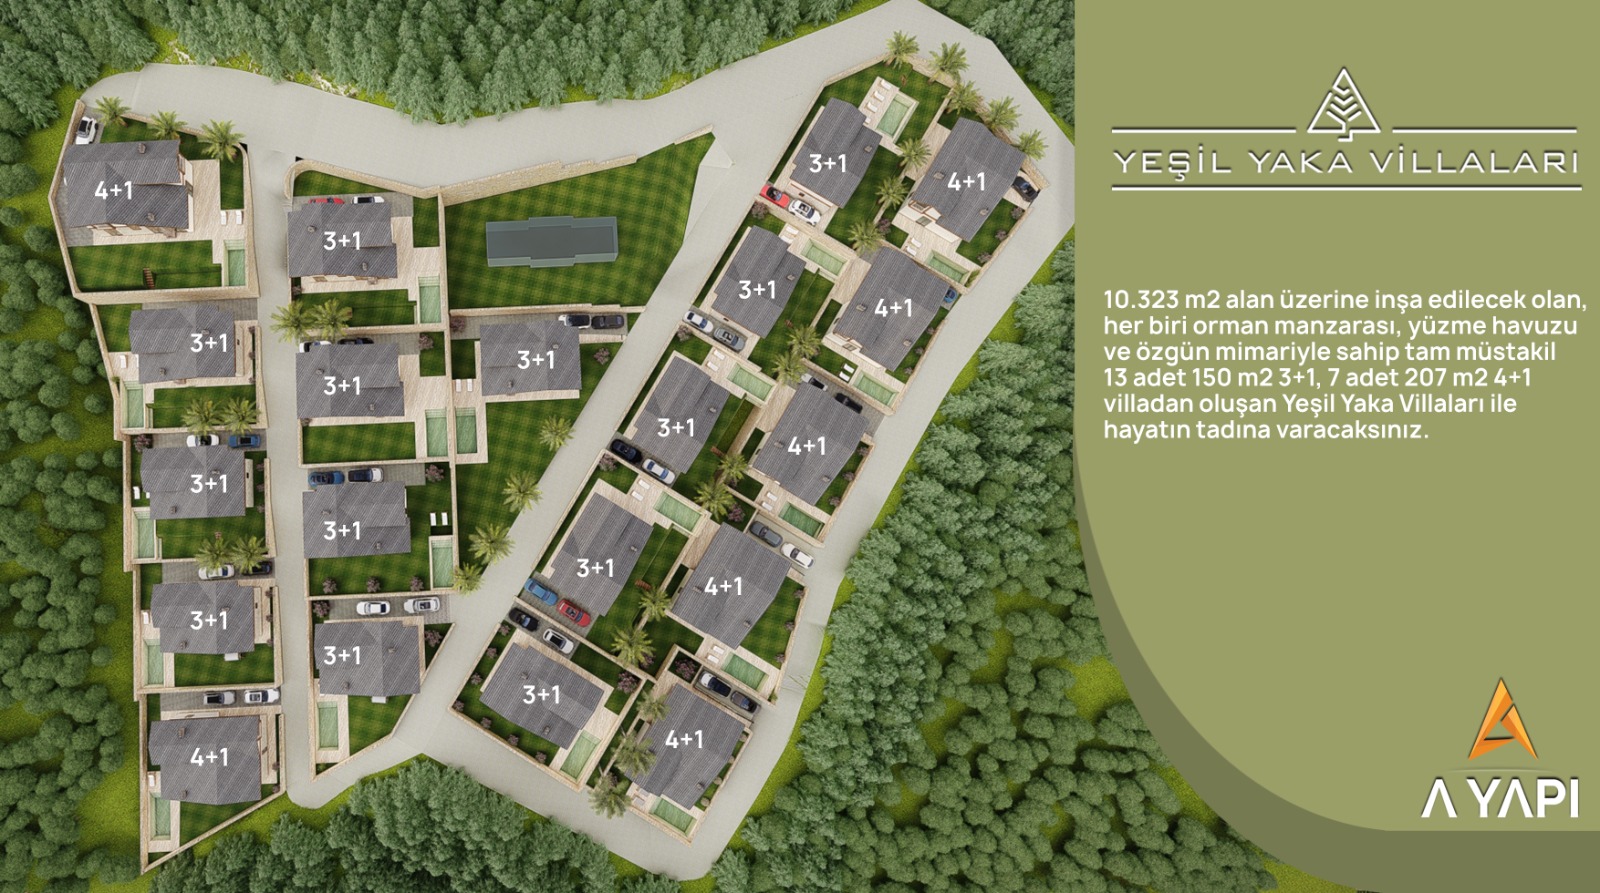 YEŞİL YAKA VİLLALARI
10.323 m2 alan üzerine inşa edilecek olan,
her biri orman manzarası, yüzme havuzu
ve özgün mimariyle sahip tam müstakil
13 adet 150 m2 3+1, 7 adet 207 m2 4+1
villadan oluşan Yeşil Yaka Villaları ile
hayatın tadına varacaksınız.
A YAPI
4+1
3+1
3+1
3+1
4+1
3+1
3+1
3+1
3+1
3+1
3+1
4+1
3+1
4+1
3+1
4+1
3+1
4+1
3+1
4+1